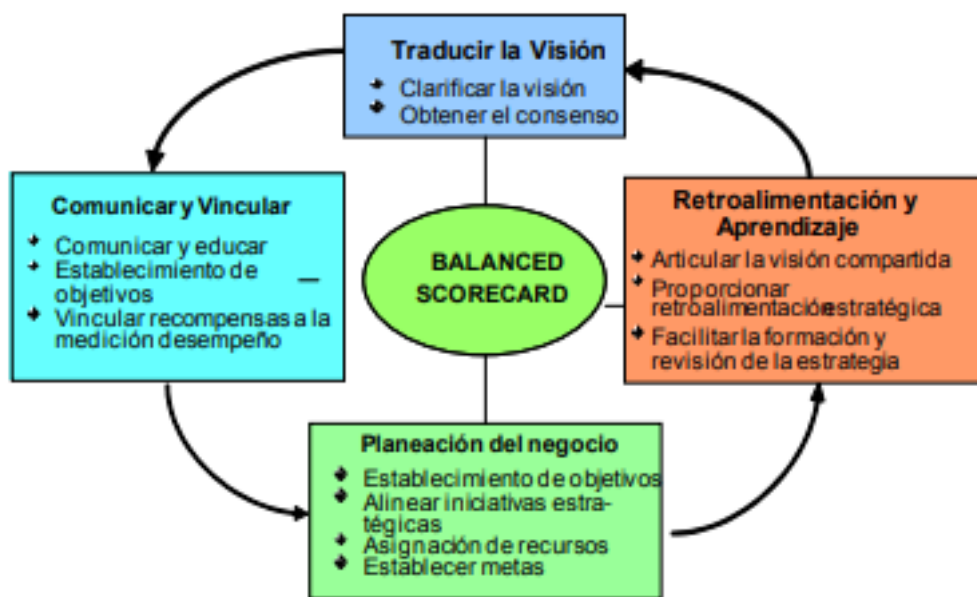 Traducir la Visión
Clarificar la visión
Obtener el consenso
Comunicar y Vincular
Comunicar y educar
Establecimiento de
objetivos
Vincular recompensas a la
medición desempeño
BALANCED
SCORECARD
Retroalimentación y
Aprendizaje
Articular la visión compartida
Proporcionar
retroalimentación estratégica
Facilitar la formación y
revisión de la estrategia
Planeación del negocio
Establecimiento de objetivos
Alinear iniciativas estra-
tégicas
Asignación de recursos
Establecer metas